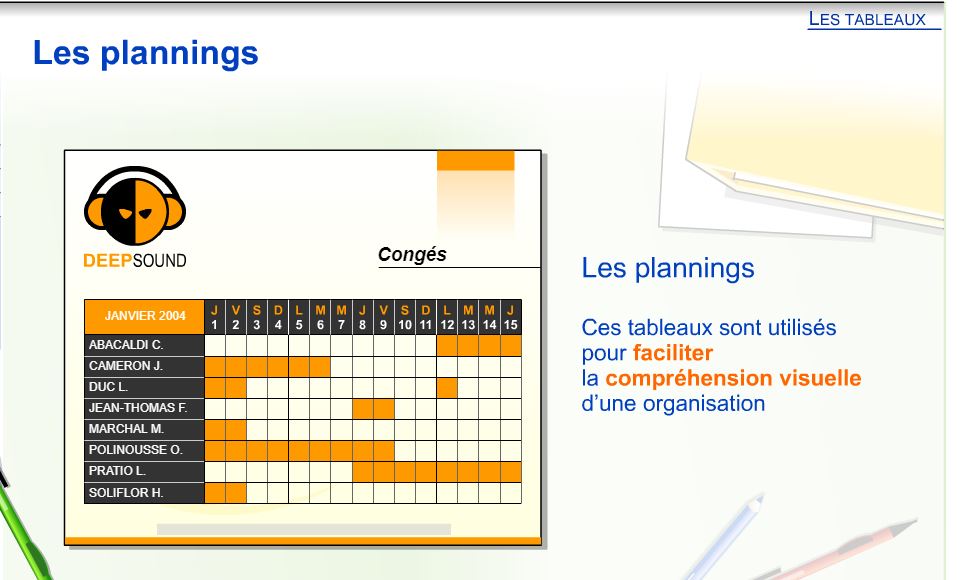 LES TABLEAUX
Les plannings
DEEPSOUND
Congés
JANVIER 2004 J V S D L M M J V S D L M M J
1 2 3 4 5 6 7 8 9 10 11 12 13 14 15
ABACALDI C.
CAMERON J.
DUC L.
JEAN-THOMAS F.
MARCHAL M.
POLINOUSSE O.
PRATIO L.
SOLIFLOR H.
Les plannings
Ces tableaux sont utilisés
pour faciliter
la compréhension visuelle
d'une organisation